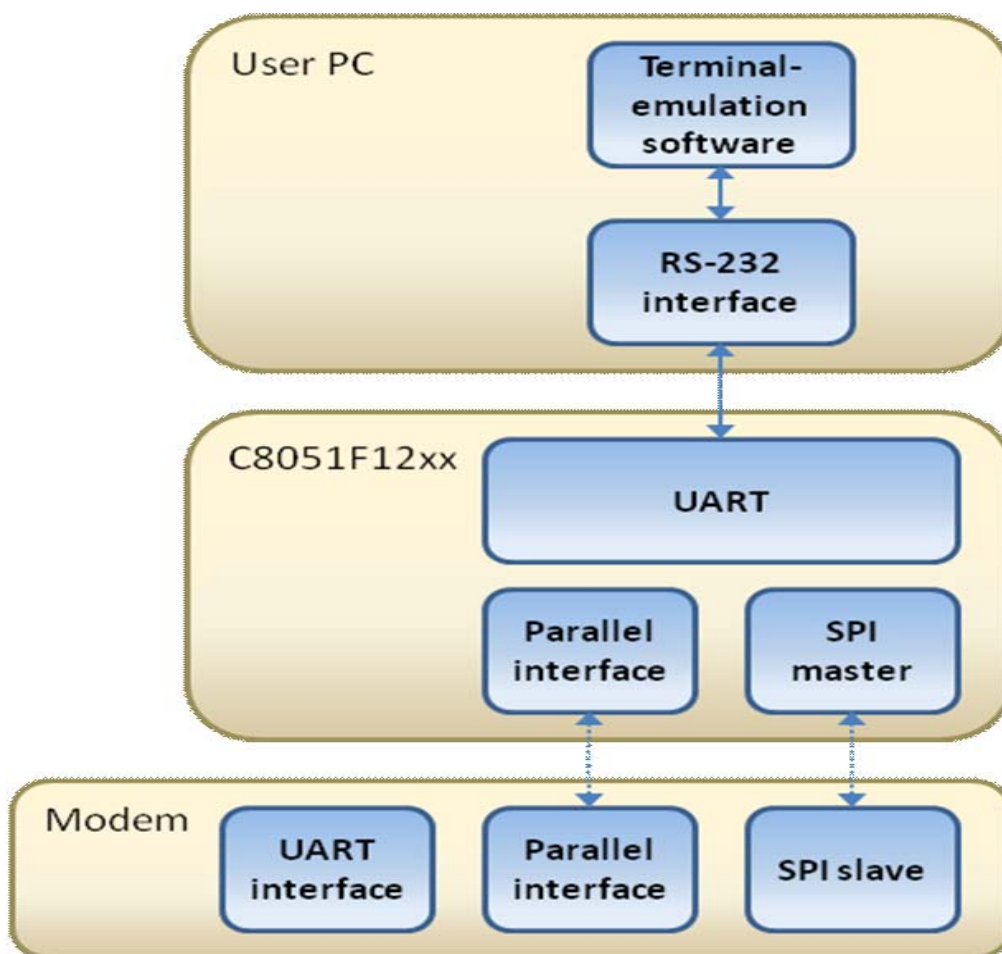 User PC
Terminal-
emulation
software
RS-232
interface
C8051F12xx
UART
Parallel
interface
SPI
master
Modem
UART
interface
Parallel
interface
SPI slave